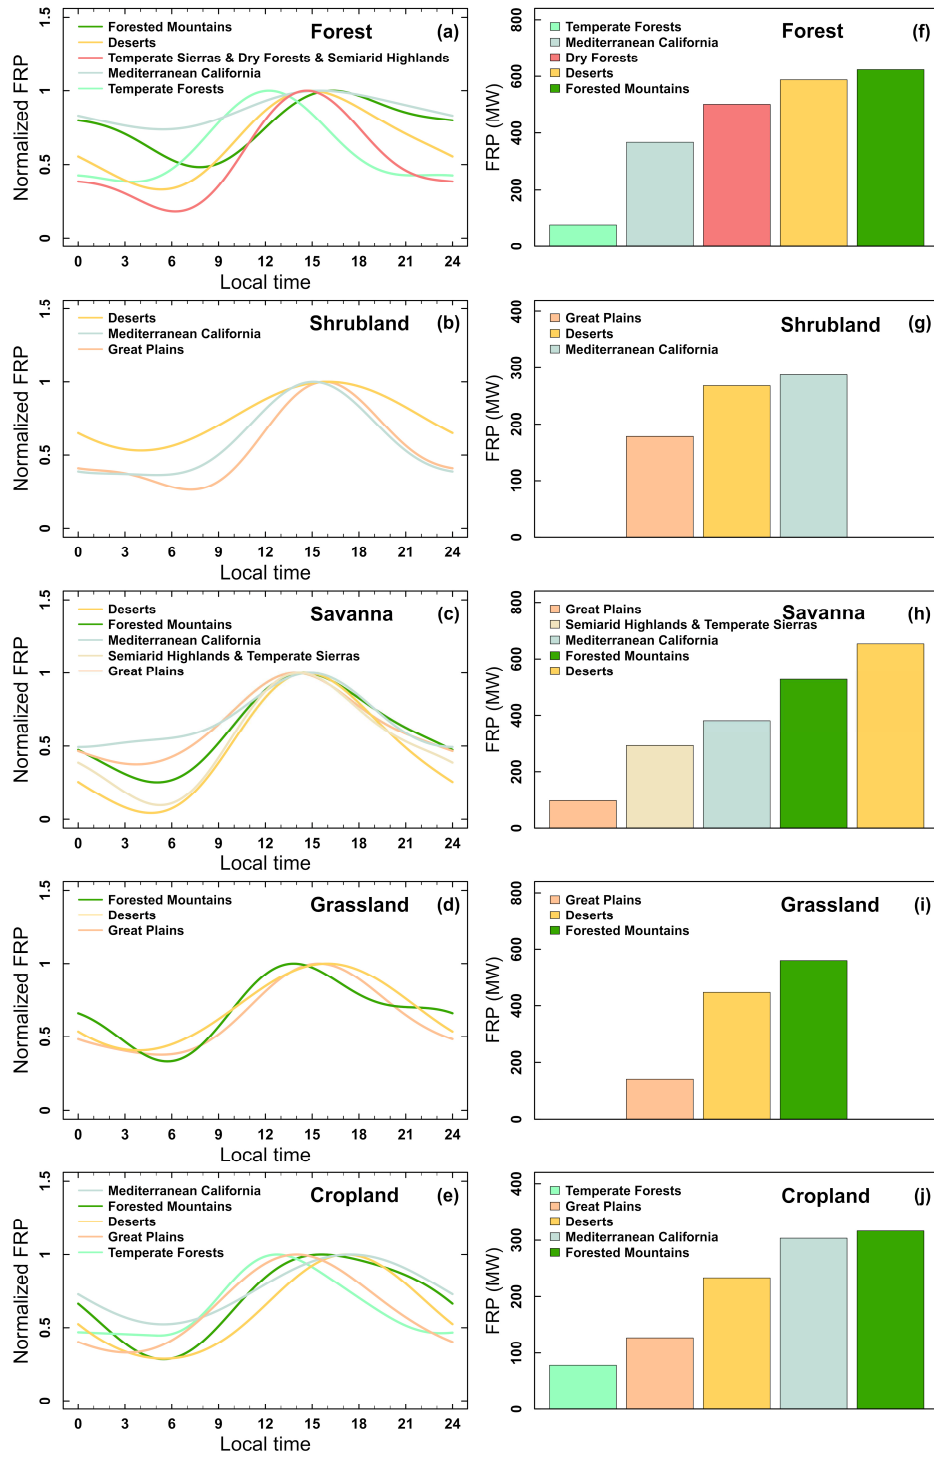 1.5
1
0.5
0
Normalized FRP
Forested Mountains
Deserts
Temperate Sierras & Dry Forests & Semiarid Highlands
Mediterranean California
Temperate Forests
Forest
(a)
0 3 6 9 12 15 18 21 24
Local time
800
600
400
200
0
FRP (MW)
Temperate Forests
Mediterranean California
Dry Forests
Deserts
Forested Mountains
Forest
(f)
1.5
1
0.5
0
Normalized FRP
Deserts
Mediterranean California
Great Plains
Shrubland
(b)
0 3 6 9 12 15 18 21 24
Local time
400
300
200
100
0
FRP (MW)
Great Plains
Deserts
Mediterranean California
Shrubland
(g)
1.5
1
0.5
0
Normalized FRP
Deserts
Forested Mountains
Mediterranean California
Semiarid Highlands & Temperate Sierras
Great Plains
Savanna
(c)
0 3 6 9 12 15 18 21 24
Local time
800
600
400
200
0
FRP (MW)
Great Plains
Semiarid Highlands & Temperate Sierras
Mediterranean California
Forested Mountains
Deserts
Savanna
(h)
1.5
1
0.5
0
Normalized FRP
Forested Mountains
Deserts
Great Plains
Grassland
(d)
0 3 6 9 12 15 18 21 24
Local time
800
600
400
200
0
FRP (MW)
Great Plains
Deserts
Forested Mountains
Grassland
(i)
1.5
1
0.5
0
Normalized FRP
Mediterranean California
Forested Mountains
Deserts
Great Plains
Temperate Forests
Cropland
(e)
0 3 6 9 12 15 18 21 24
Local time
400
300
200
100
0
FRP (MW)
Temperate Forests
Great Plains
Deserts
Mediterranean California
Forested Mountains
Cropland
(j)